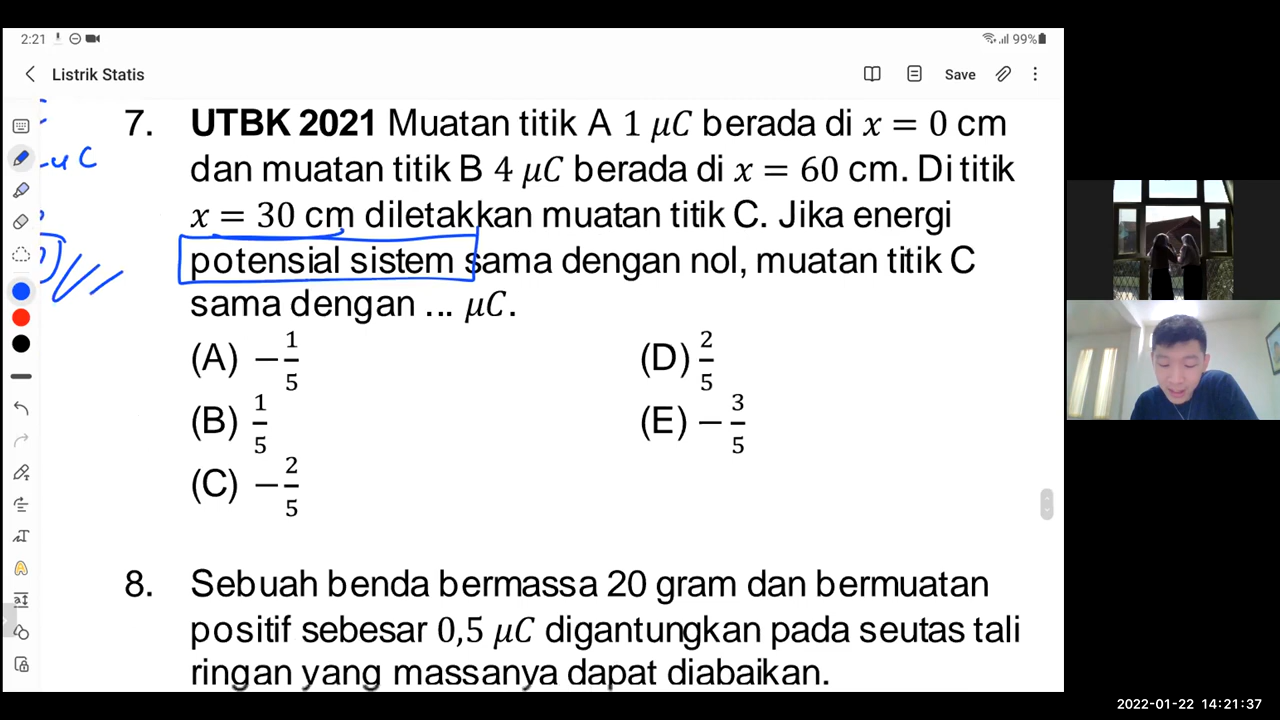 2:21
99%
Listrik Statis
Save
7. UTBK 2021 Muatan titik A 1 μC berada di x = 0 cm
dan muatan titik B 4 μC berada di x = 60 cm. Di titik
x = 30 cm diletakkan muatan titik C. Jika energi
potensial sistem sama dengan nol, muatan titik C
sama dengan ... μC.
(A) −1/5
(D) 2/5
(B) 1/5
(E) −3/5
(C) −2/5
8. Sebuah benda bermassa 20 gram dan bermuatan
positif sebesar 0,5 μC digantungkan pada seutas tali
ringan yang massanya dapat diabaikan.
2022-01-22 14:21:37